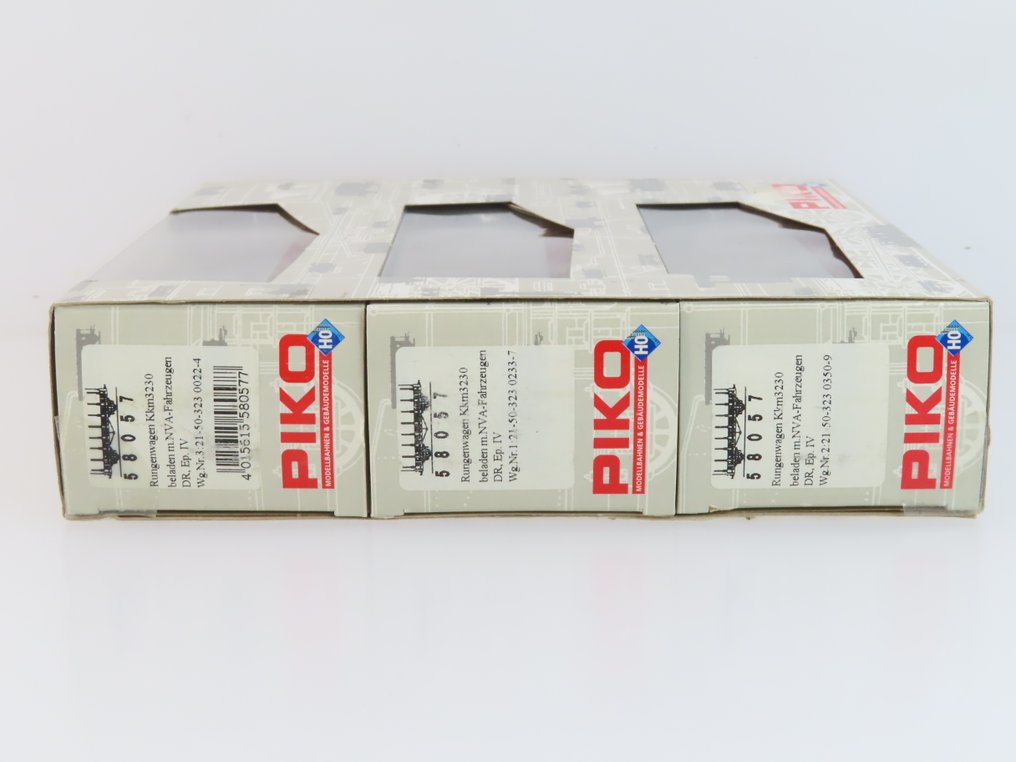 PIKO
58057
Rungenwagen Kkm3230
beladen m.NVA-Fahrzeugen
DR, Ep. IV
Wg.Nr.3:21-50-323 0022-4
4 015615 580577
PIKO
MODELLBAHNEN & GEBÄUDEMODELLE
H0
58057
Rungenwagen Kkm3230
beladen m.NVA-Fahrzeugen
DR, Ep. IV
Wg.Nr.1:21-50-323 0233-7
PIKO
MODELLBAHNEN & GEBÄUDEMODELLE
H0
58057
Rungenwagen Kkm3230
beladen m.NVA-Fahrzeugen
DR, Ep. IV
Wg.Nr.2:21-50-323 0350-9
PIKO
MODELLBAHNEN & GEBÄUDEMODELLE
H0